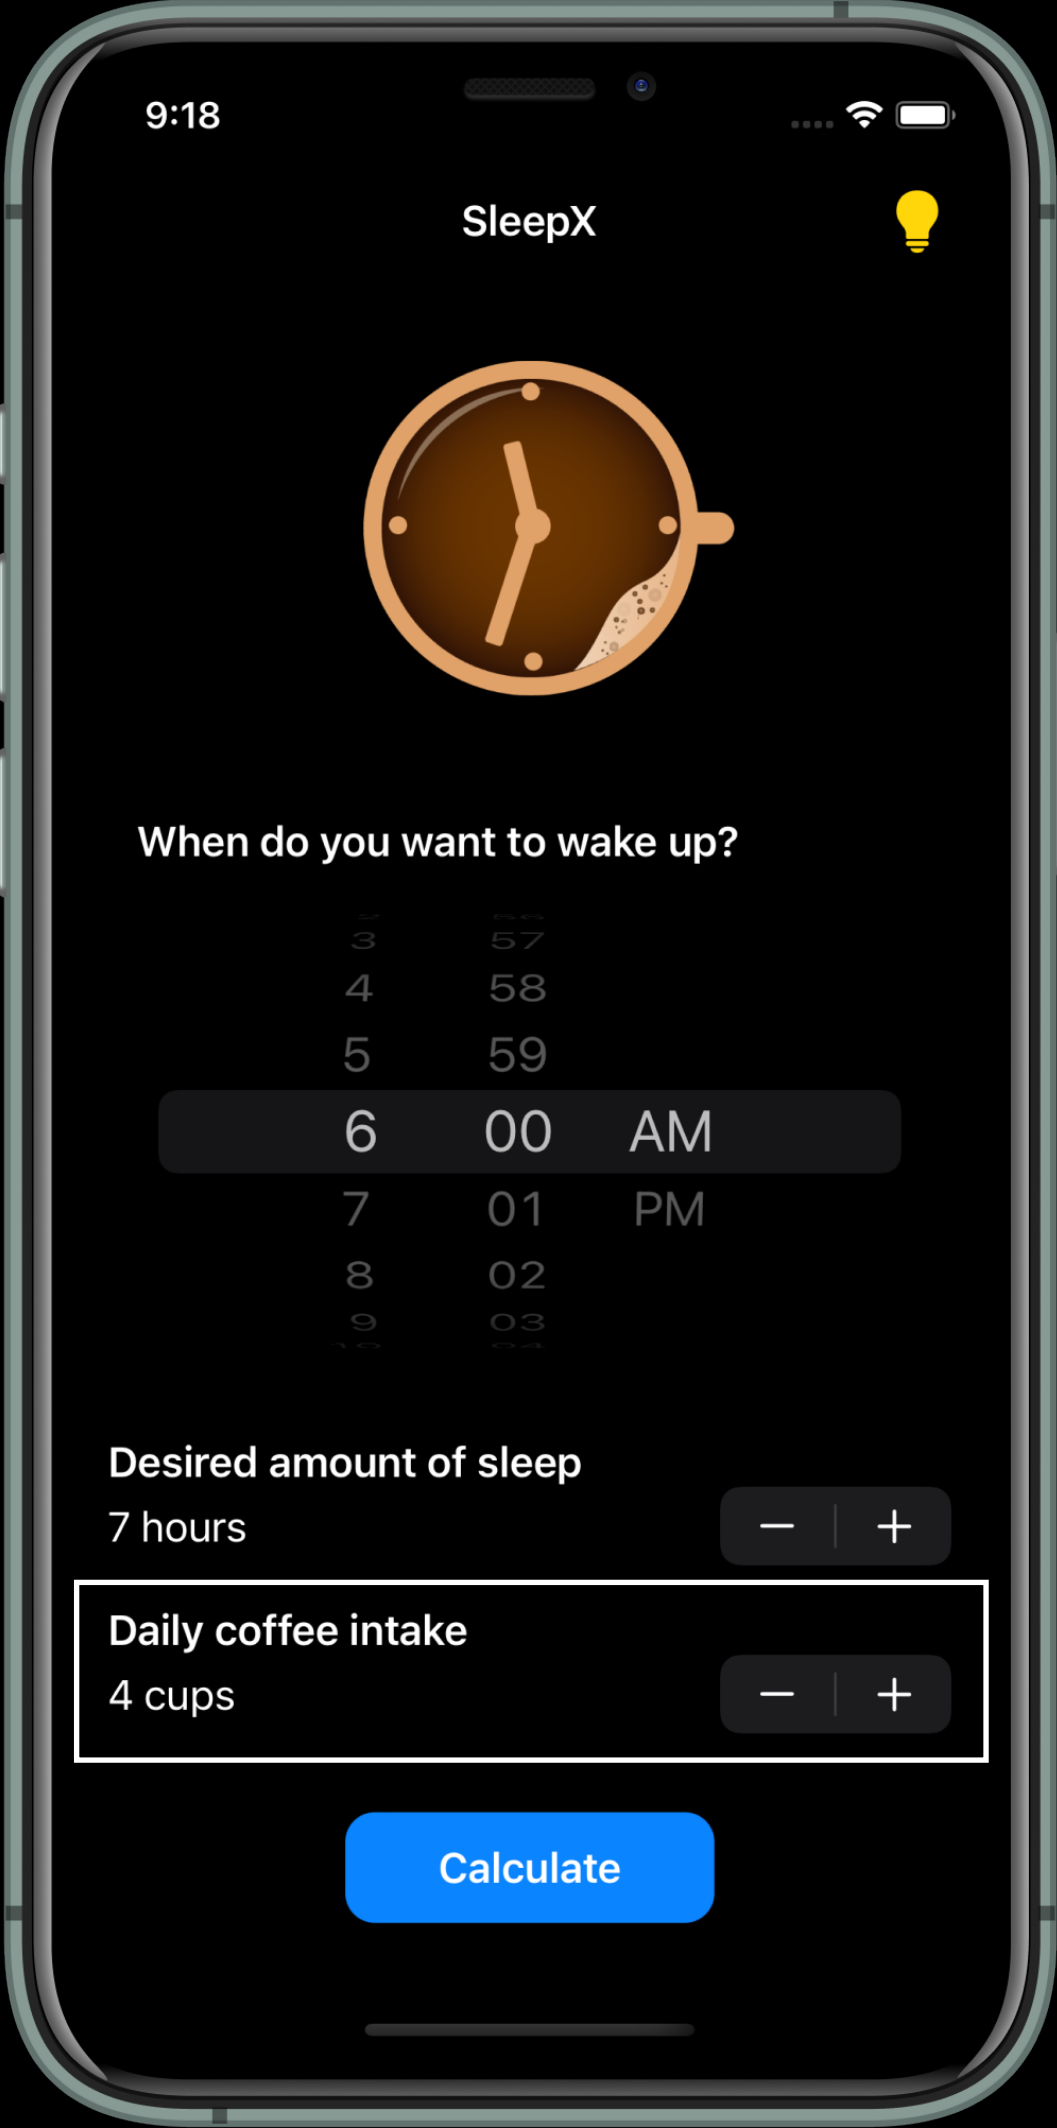 9:18
SleepX
When do you want to wake up?
3 57
4 58
5 59
6 00 AM
7 01 PM
8 02
9 03
Desired amount of sleep
7 hours
− +
Daily coffee intake
4 cups
− +
Calculate